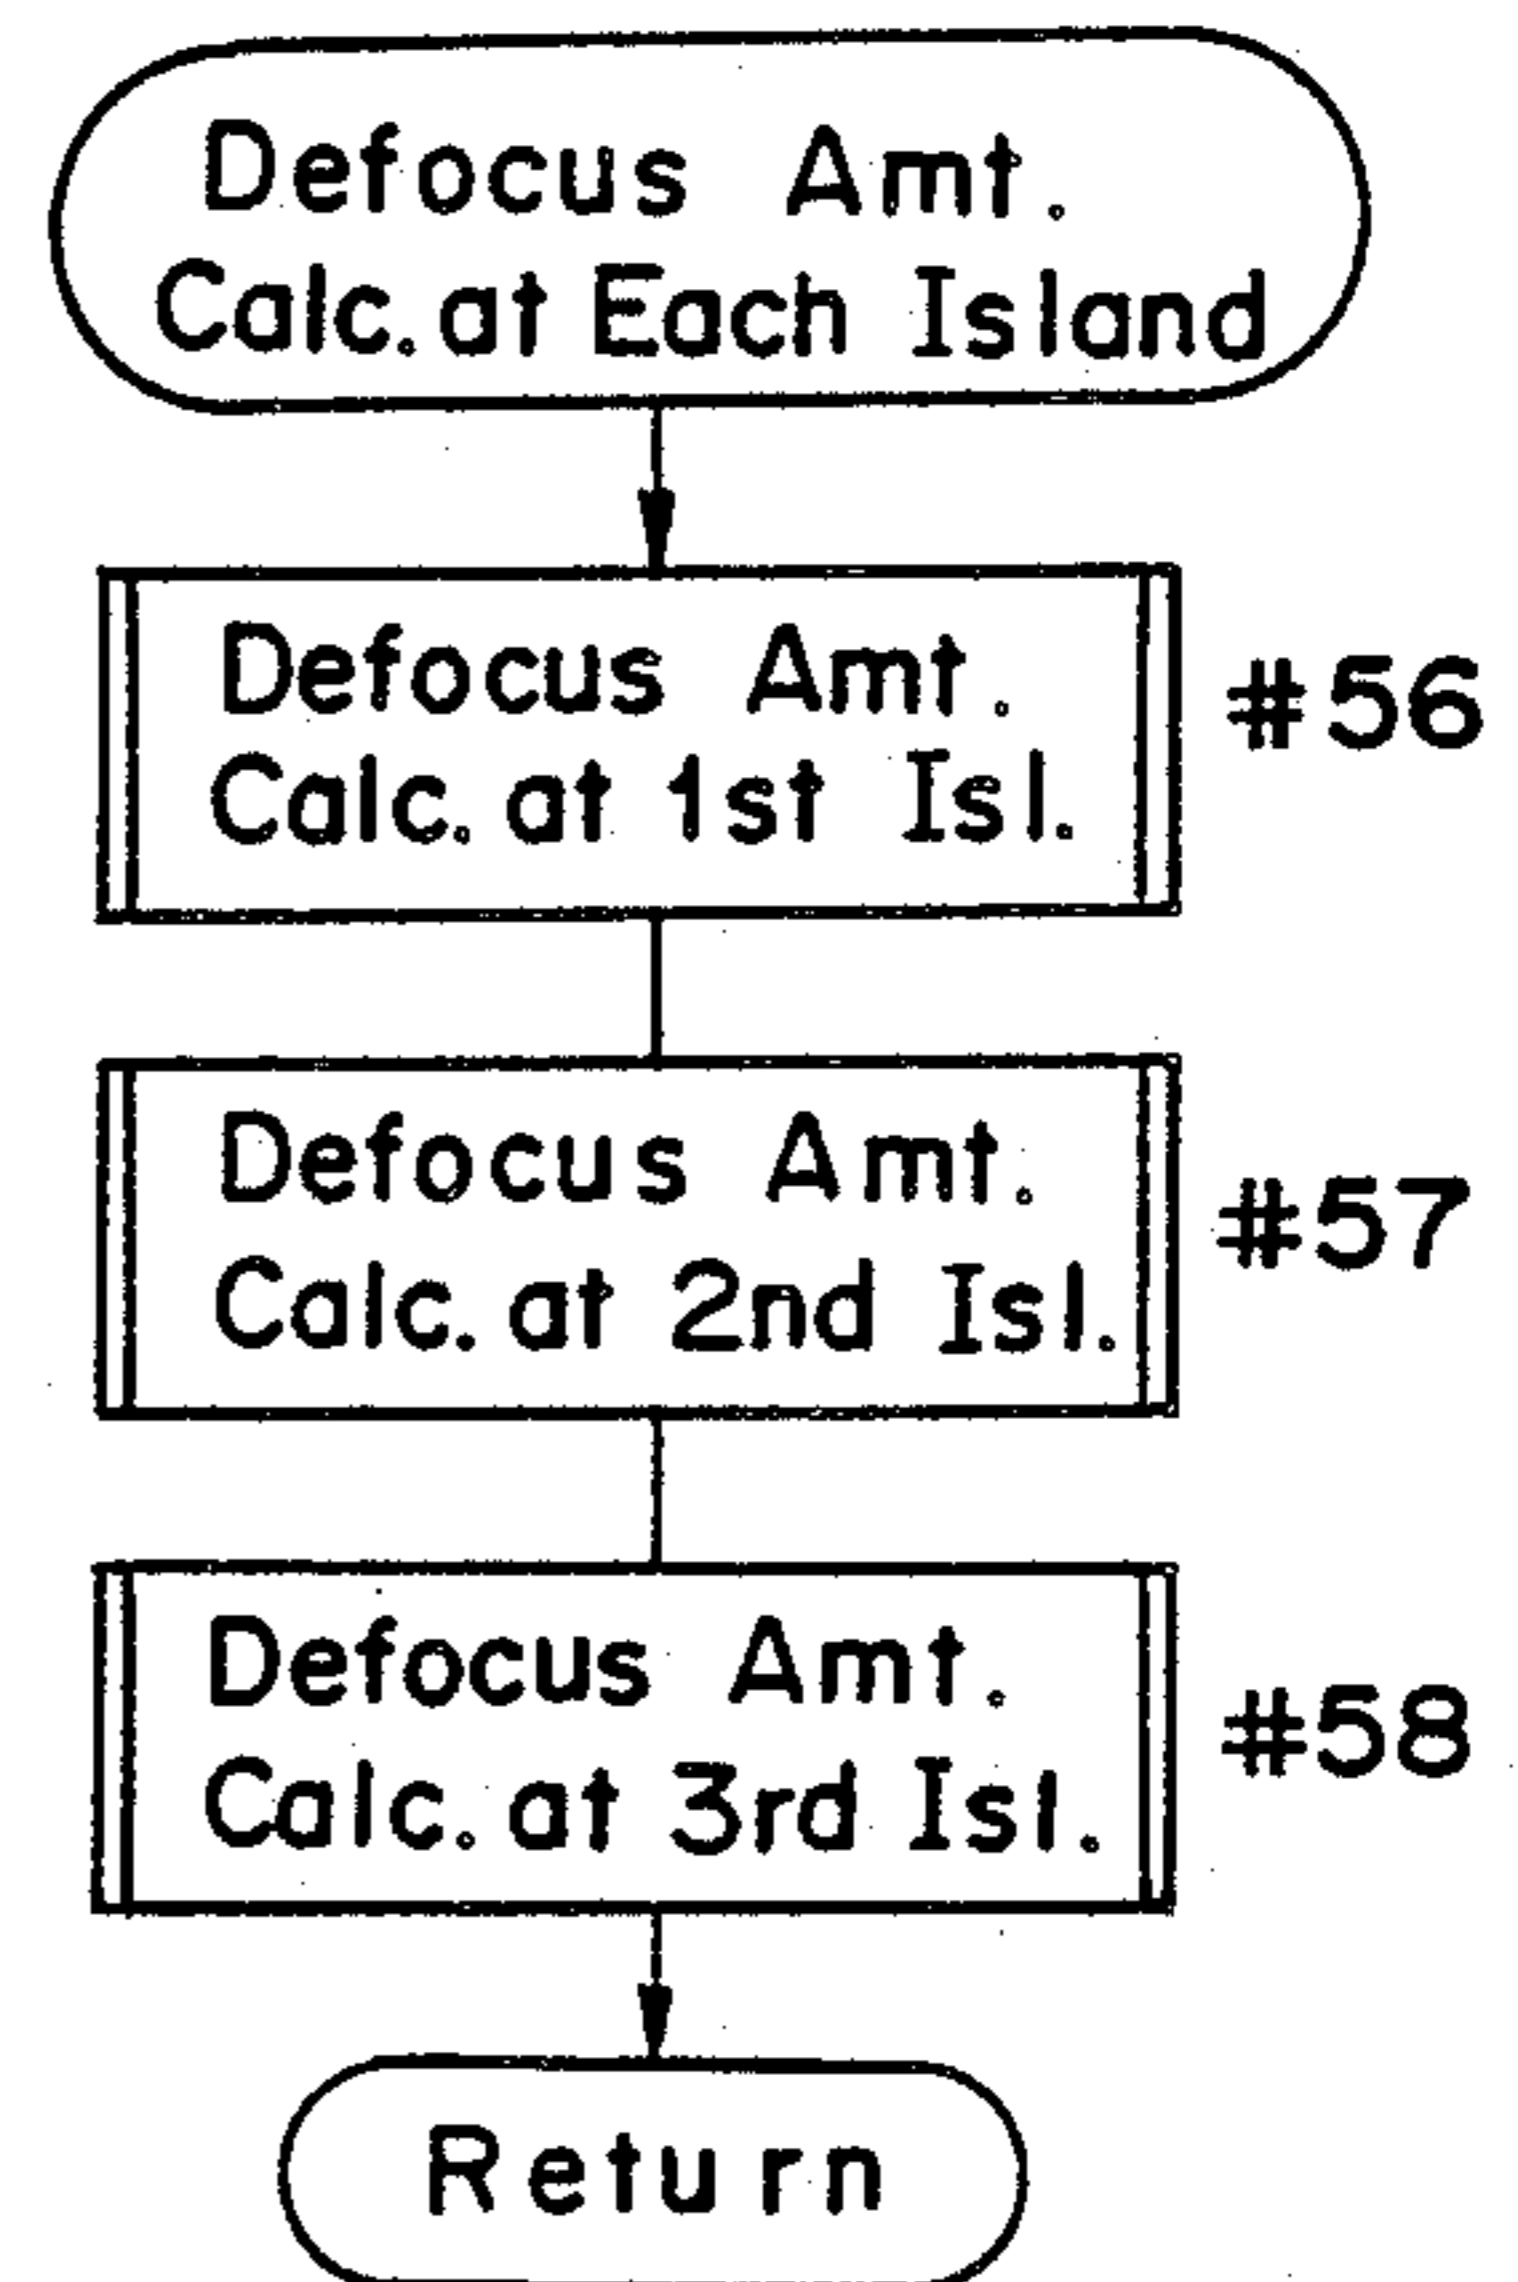 Defocus Amt.
Calc. at Each Island
Defocus Amt.
Calc. at 1st Isl.
#56
Defocus Amt.
Calc. at 2nd Isl.
#57
Defocus Amt.
Calc. at 3rd Isl.
#58
Return